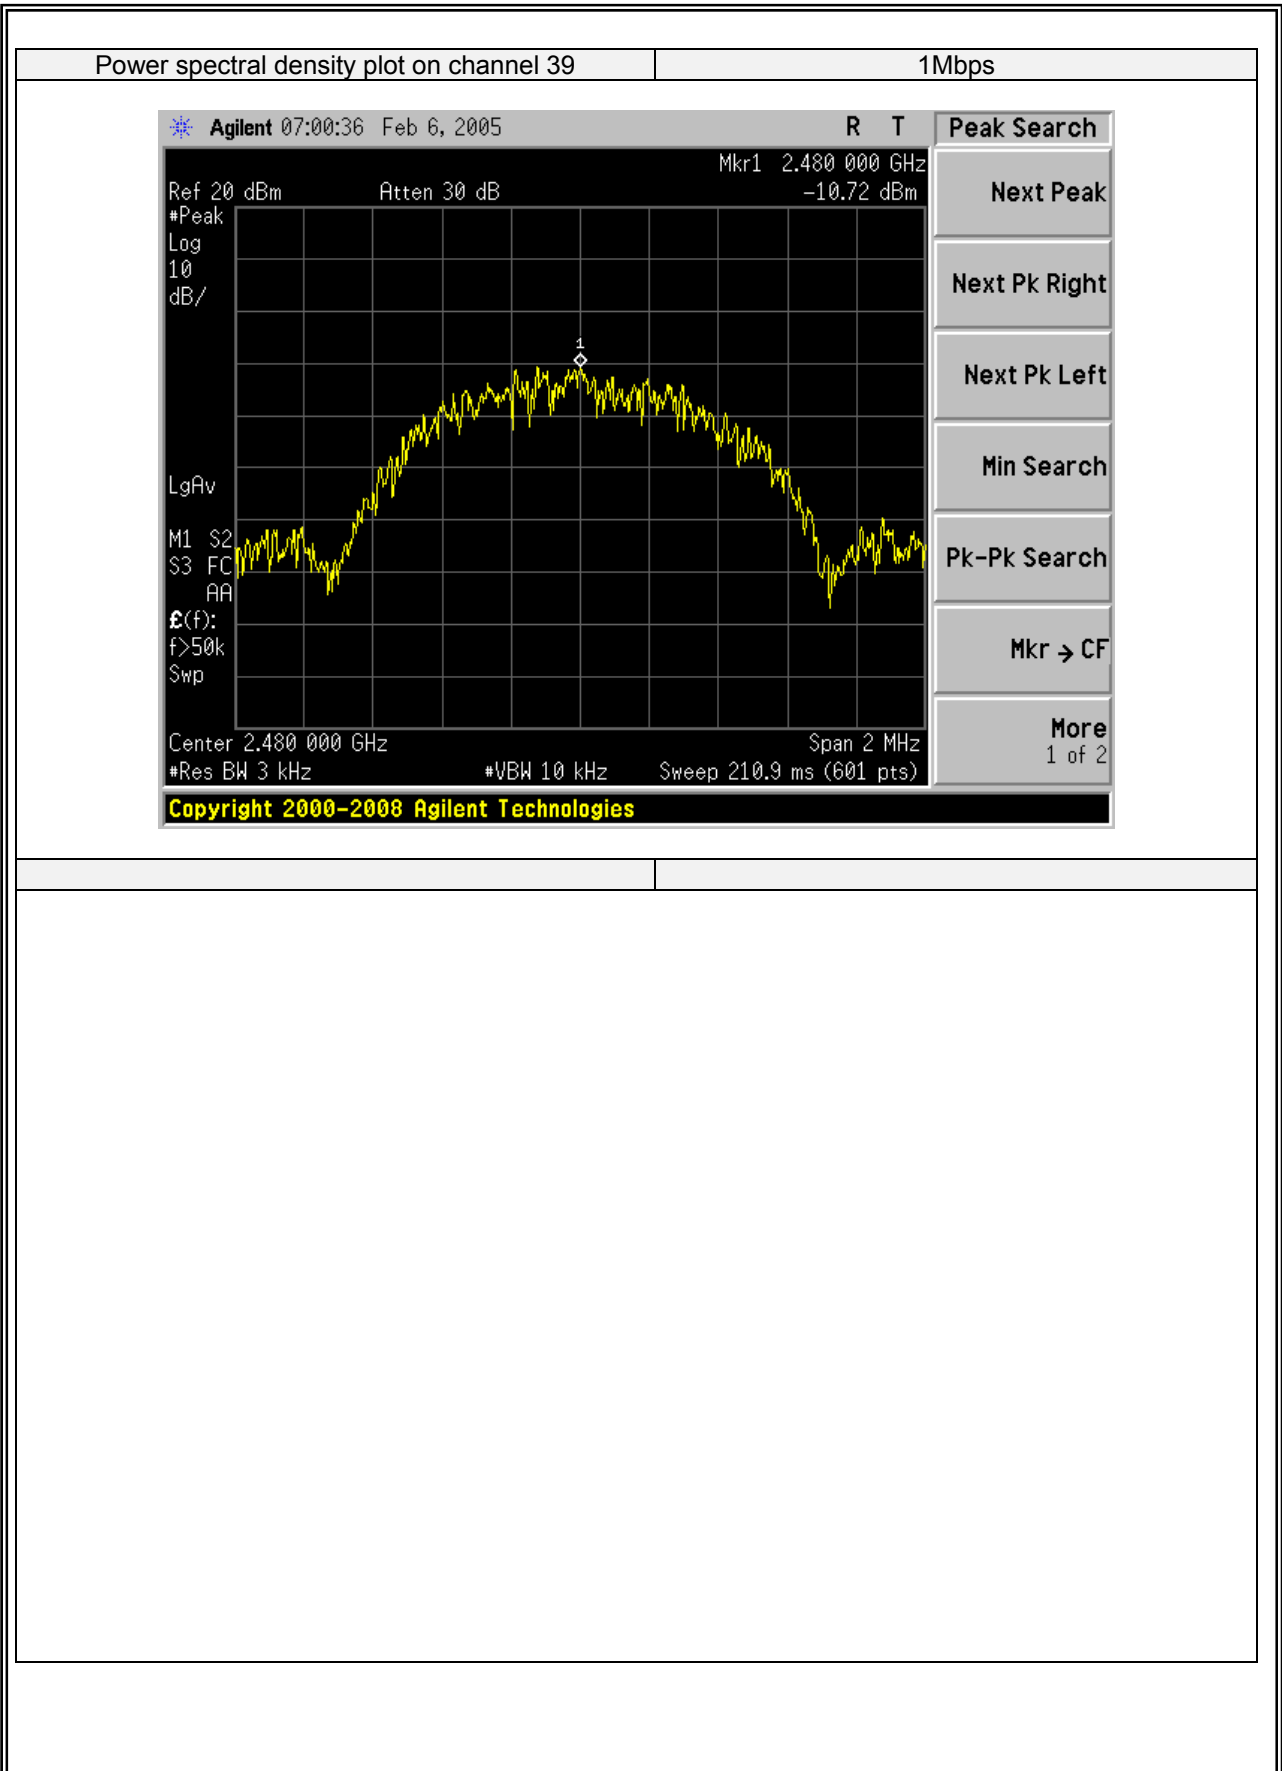 Power spectral density plot on channel 39 1Mbps
Agilent 07:00:36 Feb 6, 2005 R T Peak Search
Mkr1 2.480 000 GHz
Ref 20 dBm Atten 30 dB -10.72 dBm
#Peak
Log
10
dB/
1
LgAv
M1 S2
S3 FC
AA
£(f):
f>50k
Swp
Center 2.480 000 GHz Span 2 MHz
#Res BW 3 kHz #VBW 10 kHz Sweep 210.9 ms (601 pts)
Copyright 2000-2008 Agilent Technologies
Next Peak
Next Pk Right
Next Pk Left
Min Search
Pk-Pk Search
Mkr → CF
More
1 of 2